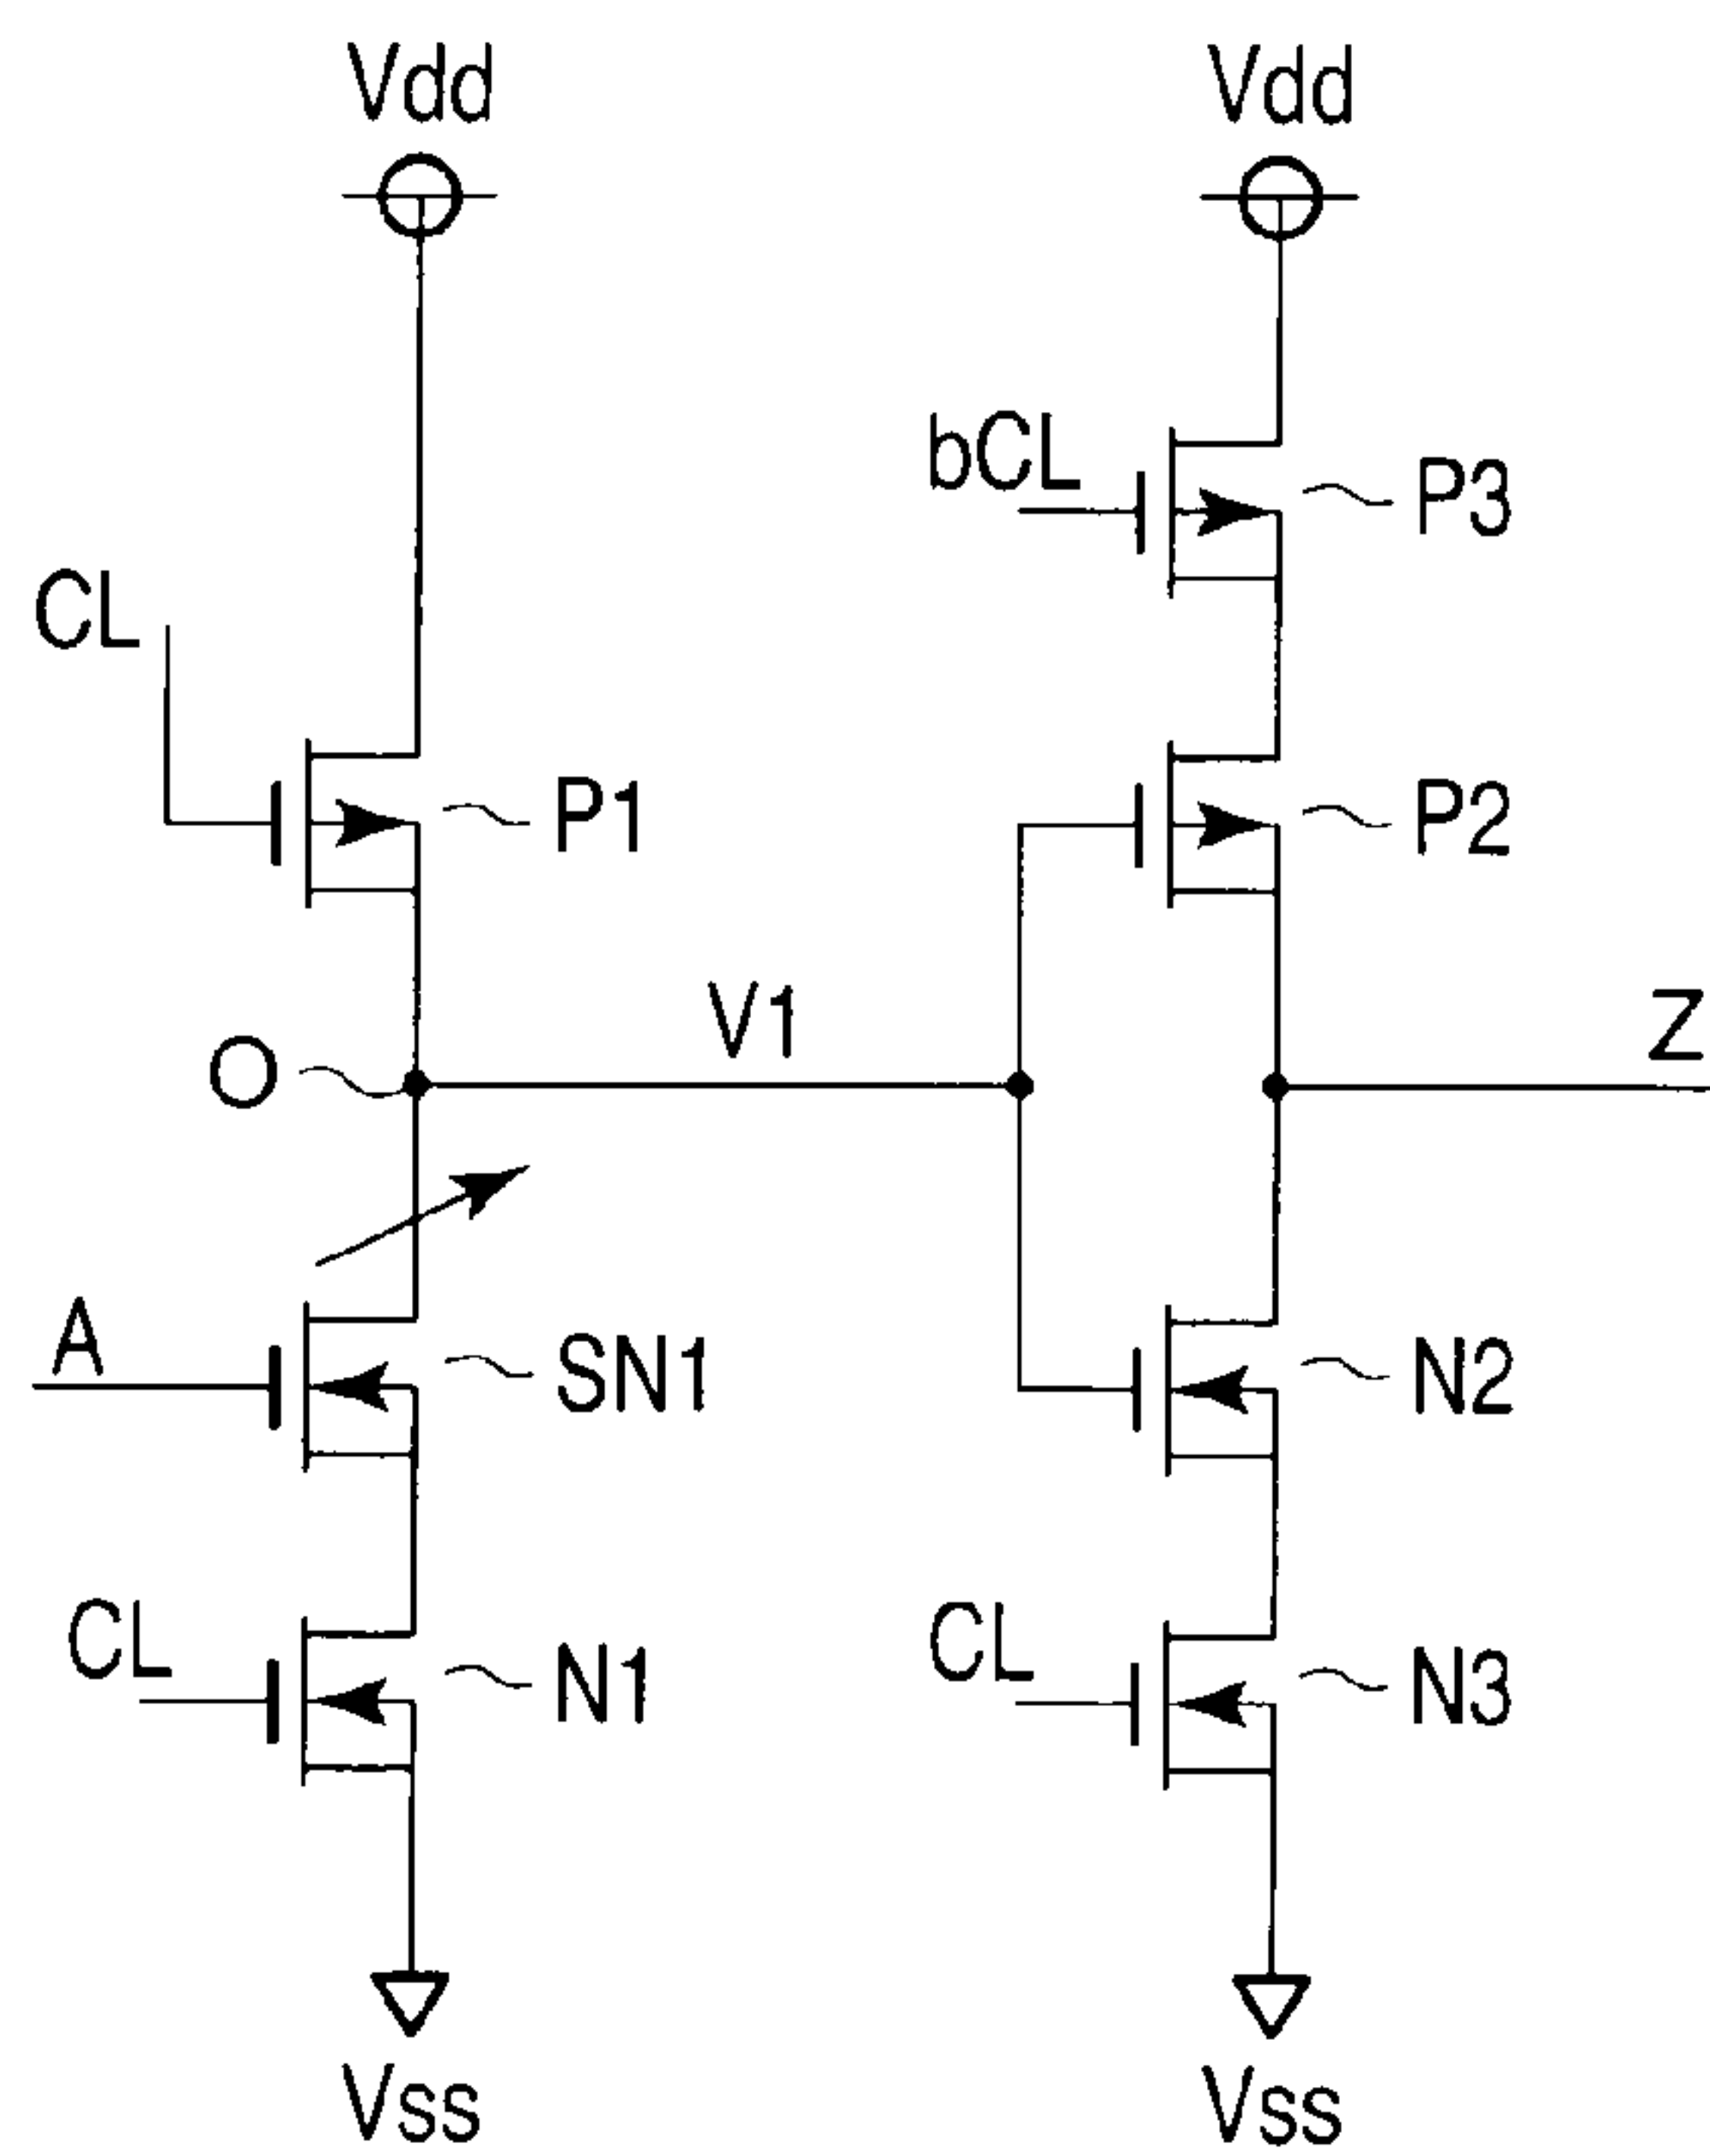 Vdd Vdd
bCL P3
CL
P1 P2
V1 Z
O
A SN1 N2
CL N1 CL N3
Vss Vss